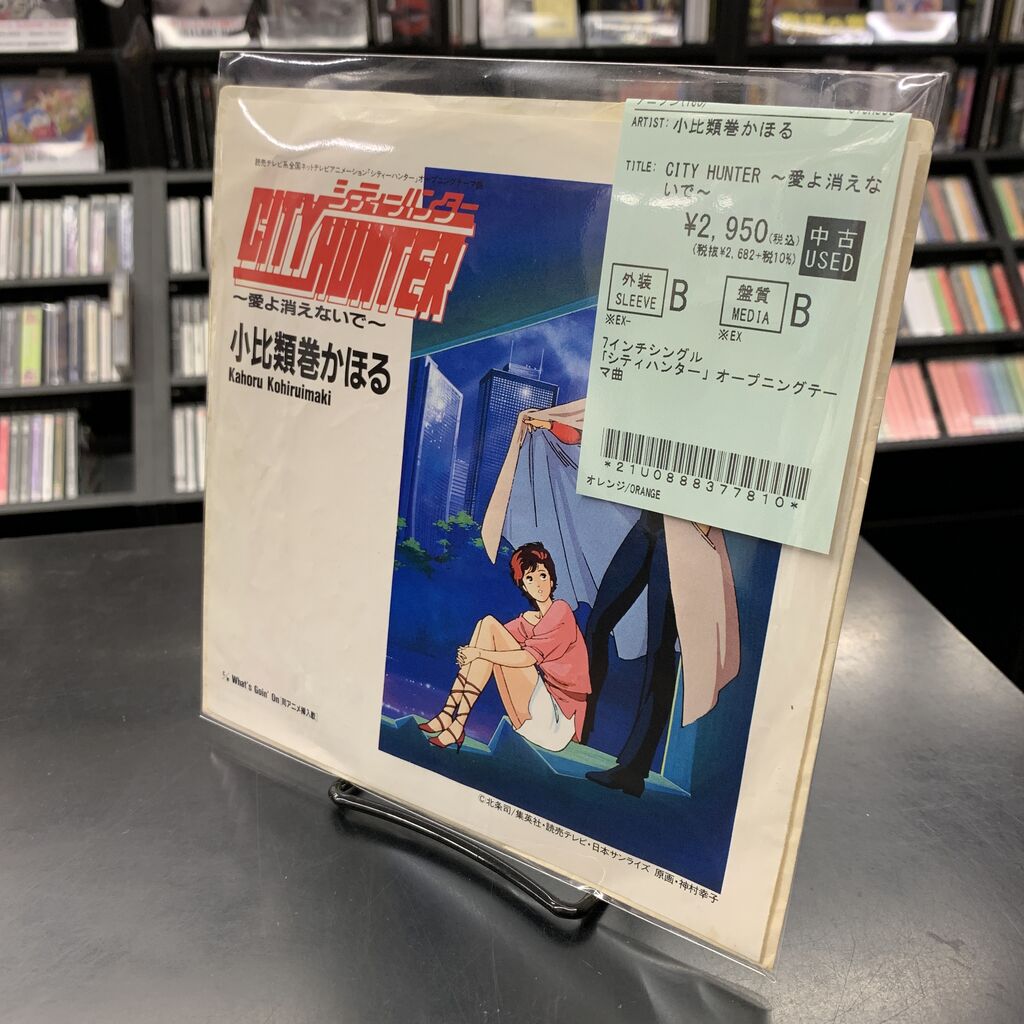 読売テレビ系全国ネットテレビアニメーション「シティーハンター」オープニングテーマ曲
シティーハンター
CITY HUNTER
～愛よ消えないで～
小比類巻かほる
Kahoru Kohiruimaki
c/w What's Goin' On [同アニメ挿入歌]
©北条司/集英社・読売テレビ・日本サンライズ 原画・神村幸子
ARTIST: 小比類巻かほる
TITLE: CITY HUNTER ～愛よ消えな
いで～
¥2,950(税込)
(税抜¥2,682+税10%)
中古
USED
外装
SLEEVE
B
※EX-
盤質
MEDIA
B
※EX
7インチシングル
「シティハンター」オープニングテー
マ曲
*21U0888377810*
オレンジ/ORANGE